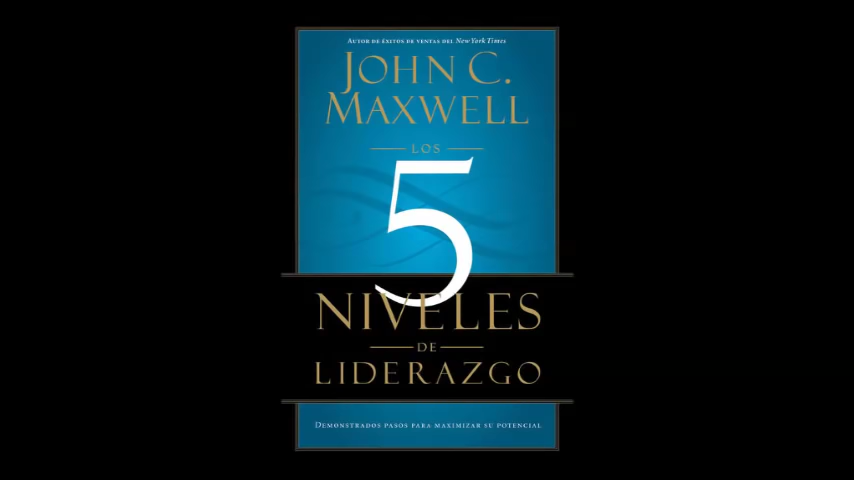 AUTOR DE ÉXITOS DE VENTAS DEL New York Times
JOHN C.
MAXWELL
LOS
5
NIVELES
DE
LIDERAZGO
DEMONSTRADOS PASOS PARA MAXIMIZAR SU POTENCIAL